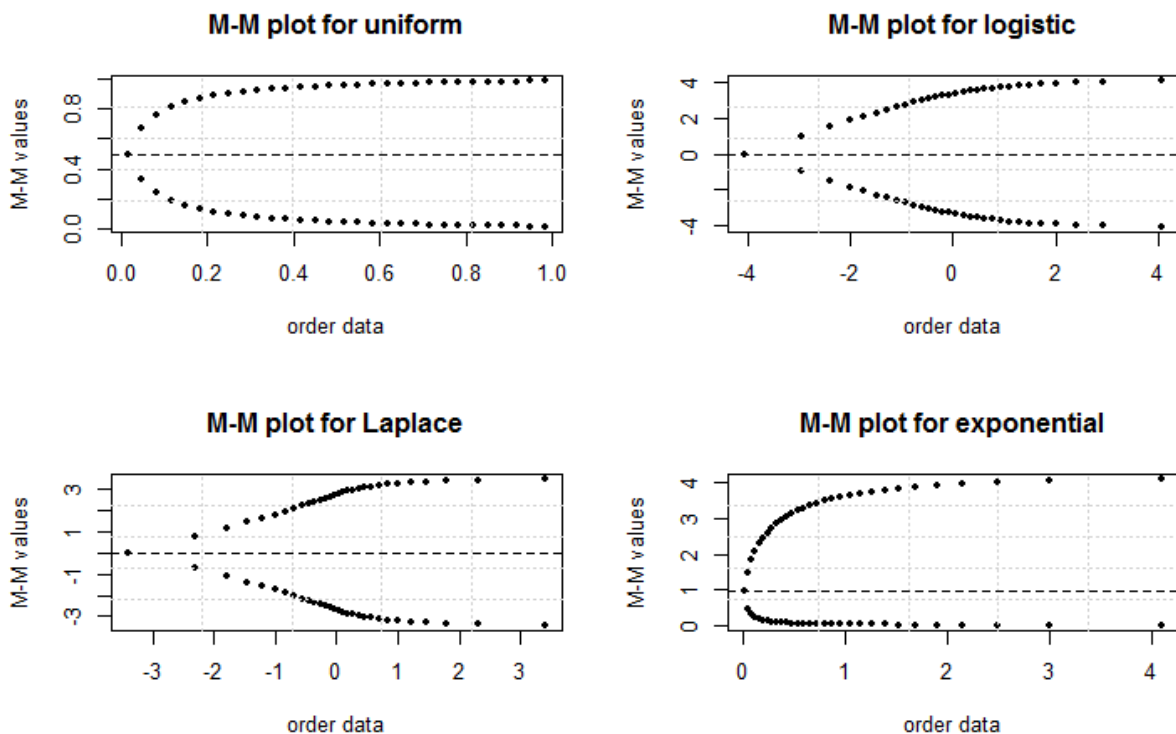 M-M plot for uniform
M-M values
0.0 0.4 0.8
0.0 0.2 0.4 0.6 0.8 1.0
order data
M-M plot for logistic
M-M values
-4 0 2 4
-4 -2 0 2 4
order data
M-M plot for Laplace
M-M values
-3 -1 1 3
-3 -2 -1 0 1 2 3
order data
M-M plot for exponential
M-M values
0 1 2 3 4
0 1 2 3 4
order data